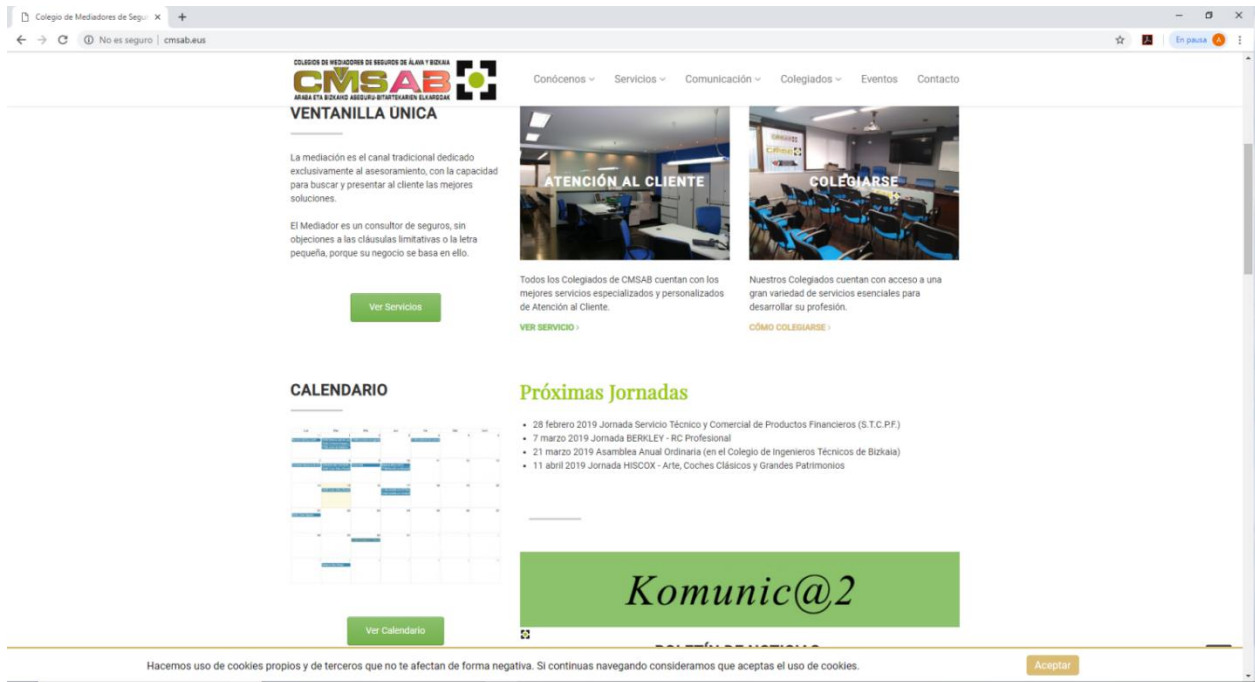 Colegio de Mediadores de Segu
No es seguro | cmsab.eus
En pausa
A
COLEGIOS DE MEDIADORES DE SEGUROS DE ÁLAVA Y BIZKAIA
CMSAB
ARABA ETA BIZKAIKO ASEGURU-BITARTEKARIEN ELKARGOAK
Conócenos
Servicios
Comunicación
Colegiados
Eventos
Contacto
VENTANILLA ÚNICA
La mediación es el canal tradicional dedicado
exclusivamente al asesoramiento, con la capacidad
para buscar y presentar al cliente las mejores
soluciones.
El Mediador es un consultor de seguros, sin
objeciones a las cláusulas limitativas o la letra
pequeña, porque su negocio se basa en ello.
Ver Servicios
ATENCIÓN AL CLIENTE
Todos los Colegiados de CMSAB cuentan con los
mejores servicios especializados y personalizados
de Atención al Cliente.
VER SERVICIO ›
COLEGIARSE
Nuestros Colegiados cuentan con acceso a una
gran variedad de servicios esenciales para
desarrollar su profesión.
CÓMO COLEGIARSE ›
CALENDARIO
Ver Calendario
Próximas Jornadas
• 28 febrero 2019 Jornada Servicio Técnico y Comercial de Productos Financieros (S.T.C.P.F.)
• 7 marzo 2019 Jornada BERKLEY - RC Profesional
• 21 marzo 2019 Asamblea Anual Ordinaria (en el Colegio de Ingenieros Técnicos de Bizkaia)
• 11 abril 2019 Jornada HISCOX - Arte, Coches Clásicos y Grandes Patrimonios
Komunic@2
BOLETÍN DE NOTICIAS
Hacemos uso de cookies propios y de terceros que no te afectan de forma negativa. Si continuas navegando consideramos que aceptas el uso de cookies.
Aceptar